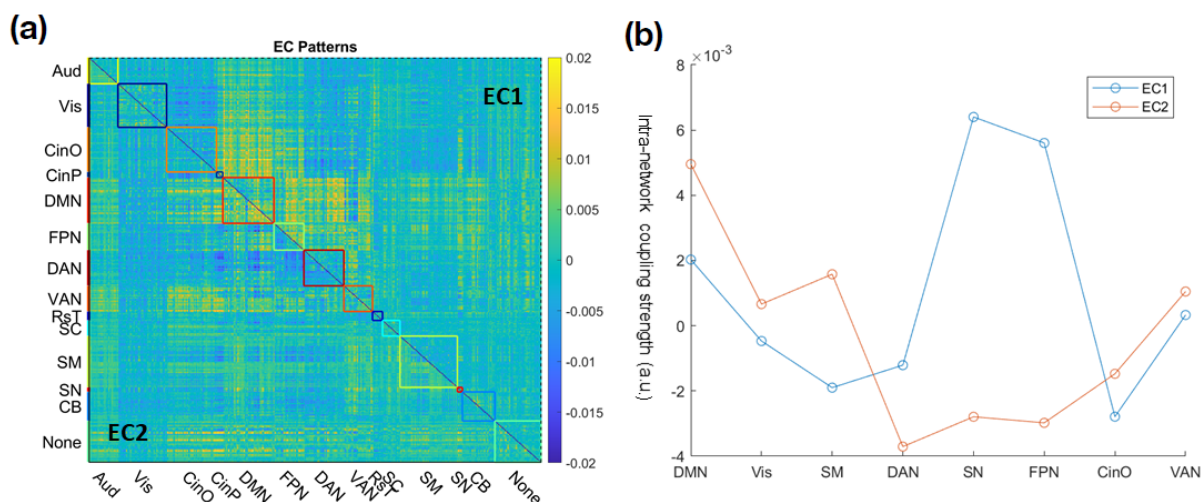 (a)
EC Patterns
Aud
Vis
CinO
CinP
DMN
FPN
DAN
VAN
RsT
SC
SM
SN
CB
None
EC1
EC2
Aud
Vis
CinO
CinP
DMN
FPN
DAN
VAN
RsT
SC
SM
SN
CB
None
0.02
0.015
0.01
0.005
0
-0.005
-0.01
-0.015
-0.02
(b)
×10⁻³
8
6
4
2
0
-2
-4
Intra-network coupling strength (a.u.)
EC1
EC2
DMN
Vis
SM
DAN
SN
FPN
CinO
VAN